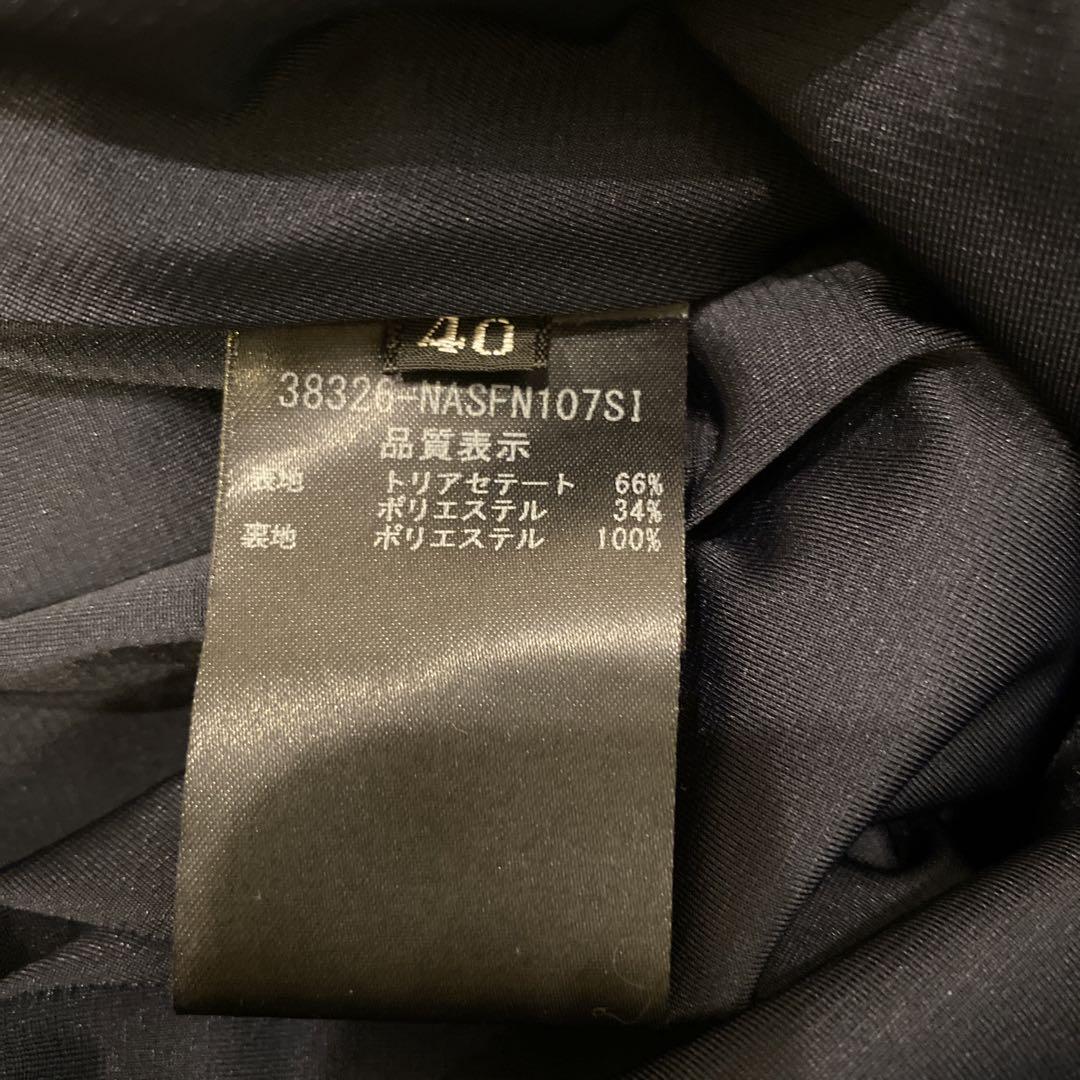 40
38326-NASFN107SI
品質表示
表地 トリアセテート 66%
ポリエステル 34%
裏地 ポリエステル 100%